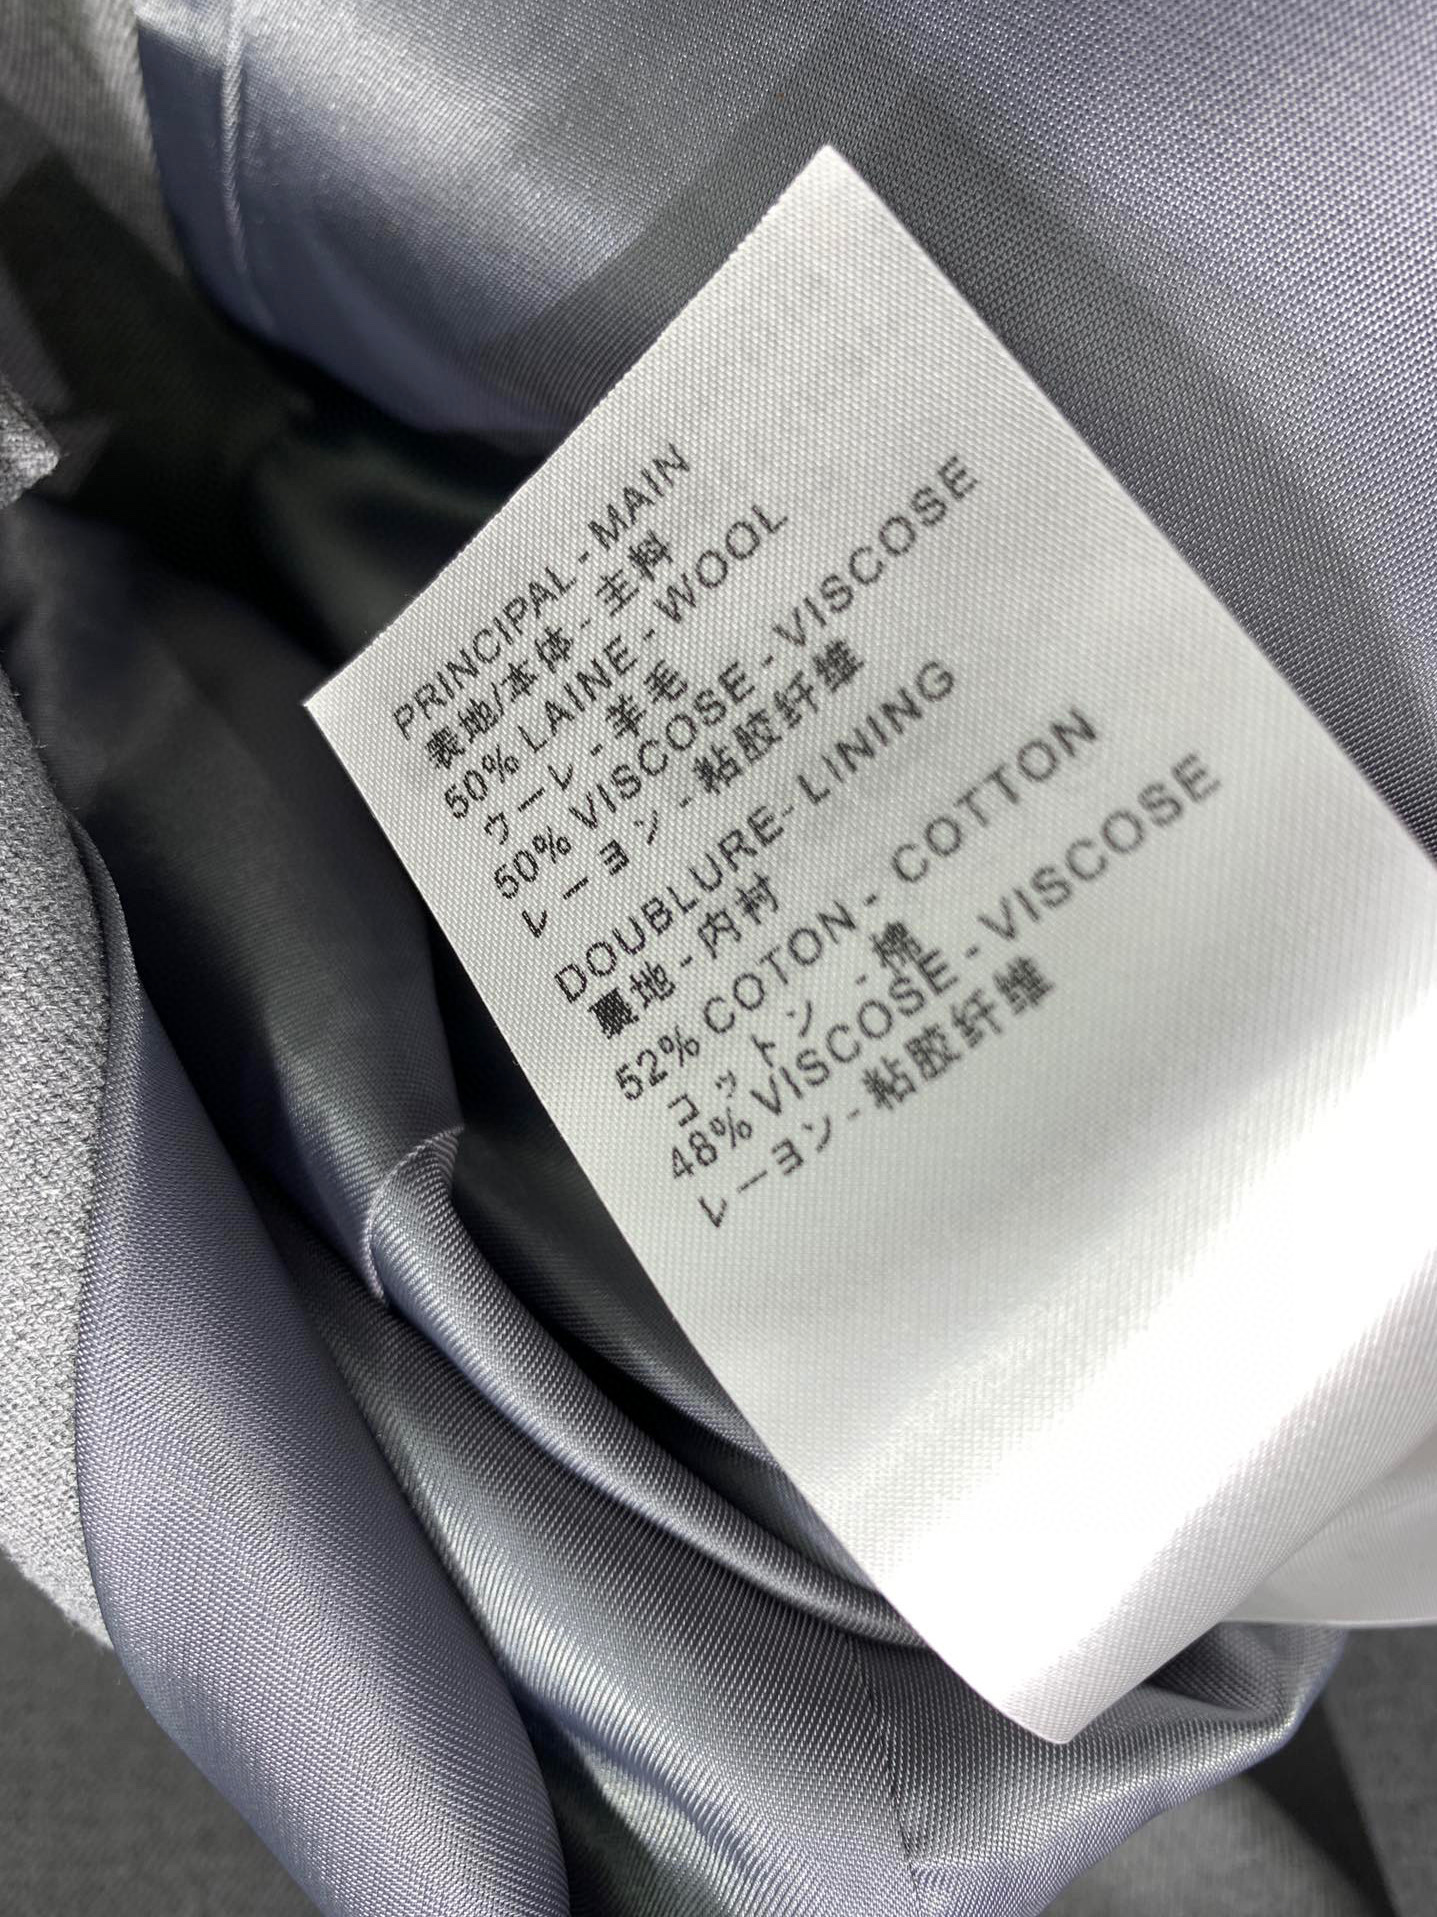 PRINCIPAL - MAIN
表地/本体 - 主料
50% LAINE - WOOL
ウーレ - 羊毛
50% VISCOSE - VISCOSE
レーヨン - 粘胶纤维
DOUBLURE - LINING
裏地 - 内村
52% COTON - COTTON
コットン - 棉
48% VISCOSE - VISCOSE
レーヨン - 粘胶纤维